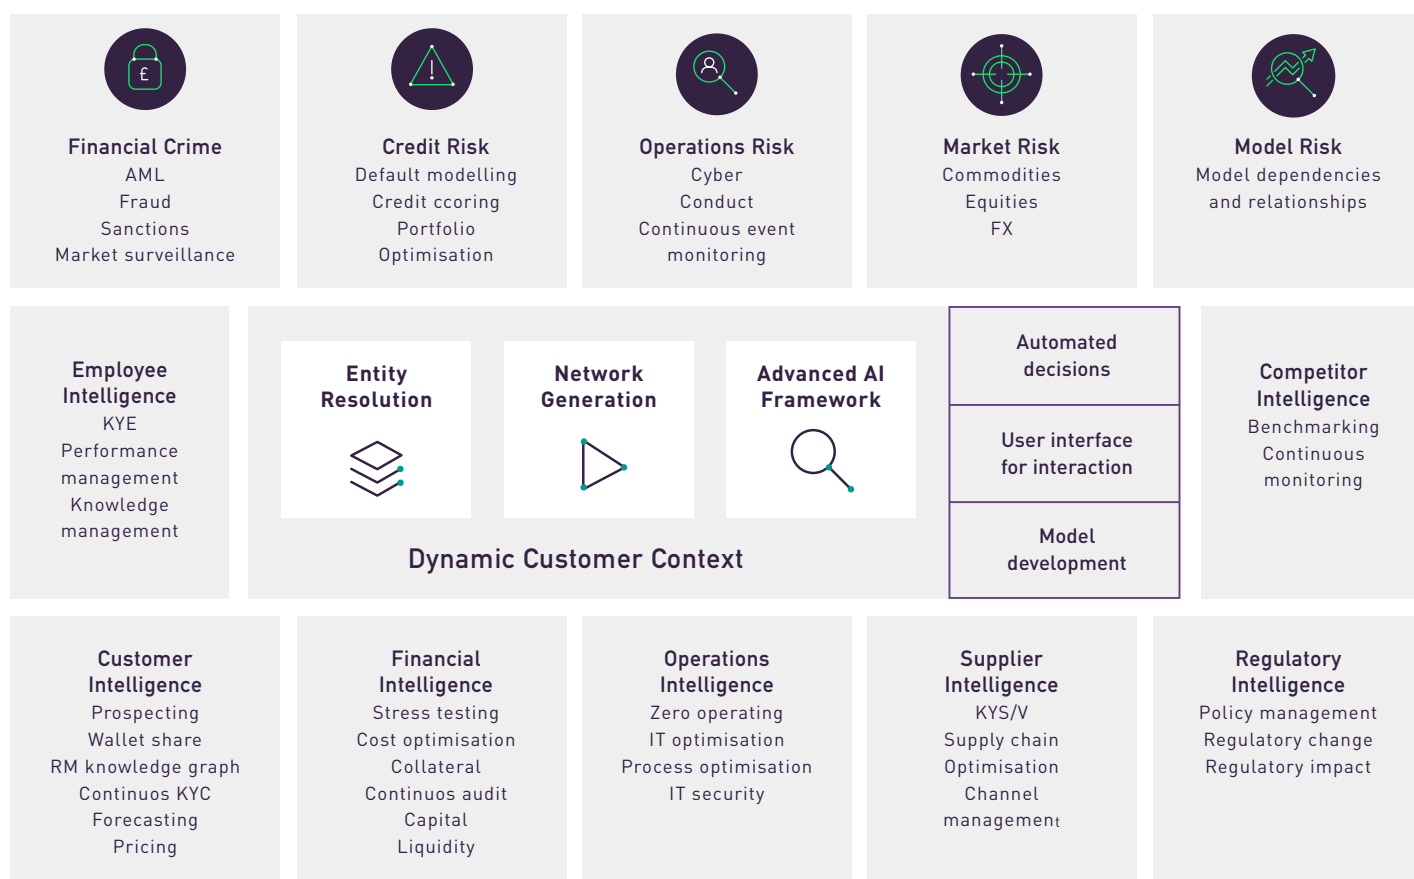 £
Financial Crime
AML
Fraud
Sanctions
Market surveillance
Credit Risk
Default modelling
Credit ccoring
Portfolio
Optimisation
Operations Risk
Cyber
Conduct
Continuous event
monitoring
Market Risk
Commodities
Equities
FX
Model Risk
Model dependencies
and relationships
Employee
Intelligence
KYE
Performance
management
Knowledge
management
Entity
Resolution
Network
Generation
Advanced AI
Framework
Dynamic Customer Context
Automated
decisions
User interface
for interaction
Model
development
Competitor
Intelligence
Benchmarking
Continuous
monitoring
Customer
Intelligence
Prospecting
Wallet share
RM knowledge graph
Continuos KYC
Forecasting
Pricing
Financial
Intelligence
Stress testing
Cost optimisation
Collateral
Continuos audit
Capital
Liquidity
Operations
Intelligence
Zero operating
IT optimisation
Process optimisation
IT security
Supplier
Intelligence
KYS/V
Supply chain
Optimisation
Channel
management
Regulatory
Intelligence
Policy management
Regulatory change
Regulatory impact